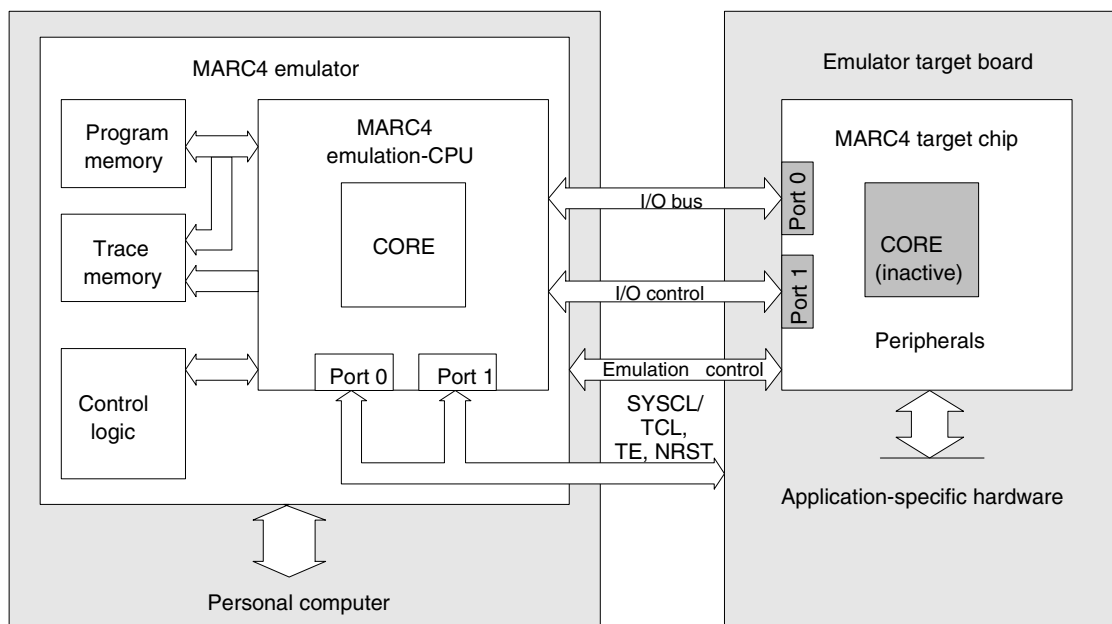 MARC4 emulator
Program
memory
Trace
memory
Control
logic
MARC4
emulation-CPU
CORE
Port 0
Port 1
Personal computer
I/O bus
I/O control
Emulation control
SYSCL/
TCL,
TE, NRST
Emulator target board
MARC4 target chip
Port 0
Port 1
CORE
(inactive)
Peripherals
Application-specific hardware